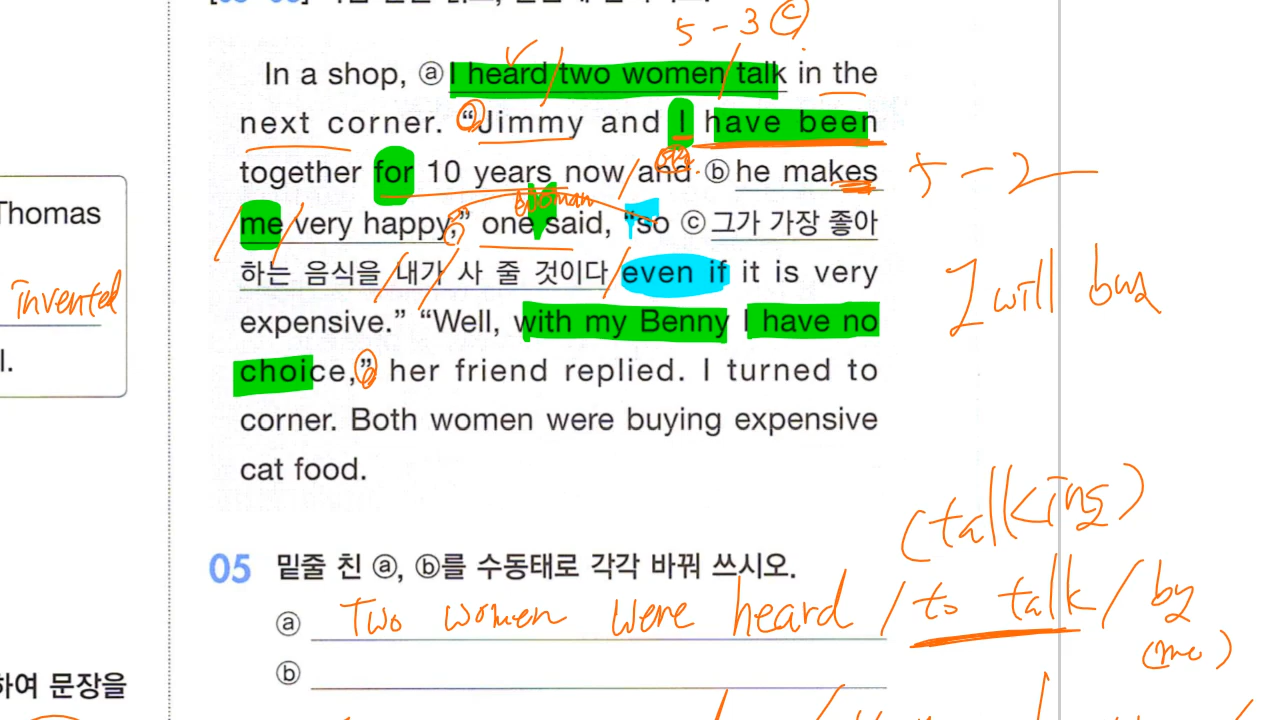 5 - 3 ⓒ
In a shop, ⓐ I heard two women talk in the
next corner. “Jimmy and I have been
together for 10 years now and ⓑ he makes
5 - 2
Thomas
woman
me very happy,” one said, “so ⓒ 그가 가장 좋아
하는 음식을 내가 사 줄 것이다 even if it is very
I will buy
invented
expensive.” “Well, with my Benny I have no
l.
choice,” her friend replied. I turned to
corner. Both women were buying expensive
cat food.
(talking)
05 밑줄 친 ⓐ, ⓑ를 수동태로 각각 바꿔 쓰시오.
ⓐ Two women were heard / to talk / by
(me)
ⓑ
하여 문장을